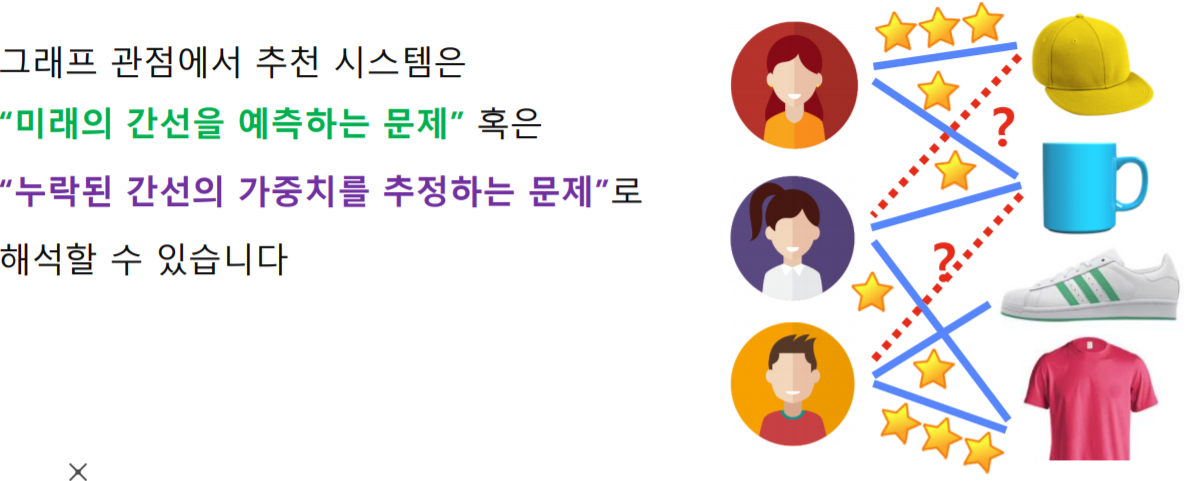 그래프 관점에서 추천 시스템은
“미래의 간선을 예측하는 문제” 혹은
“누락된 간선의 가중치를 추정하는 문제”로
해석할 수 있습니다
?
?